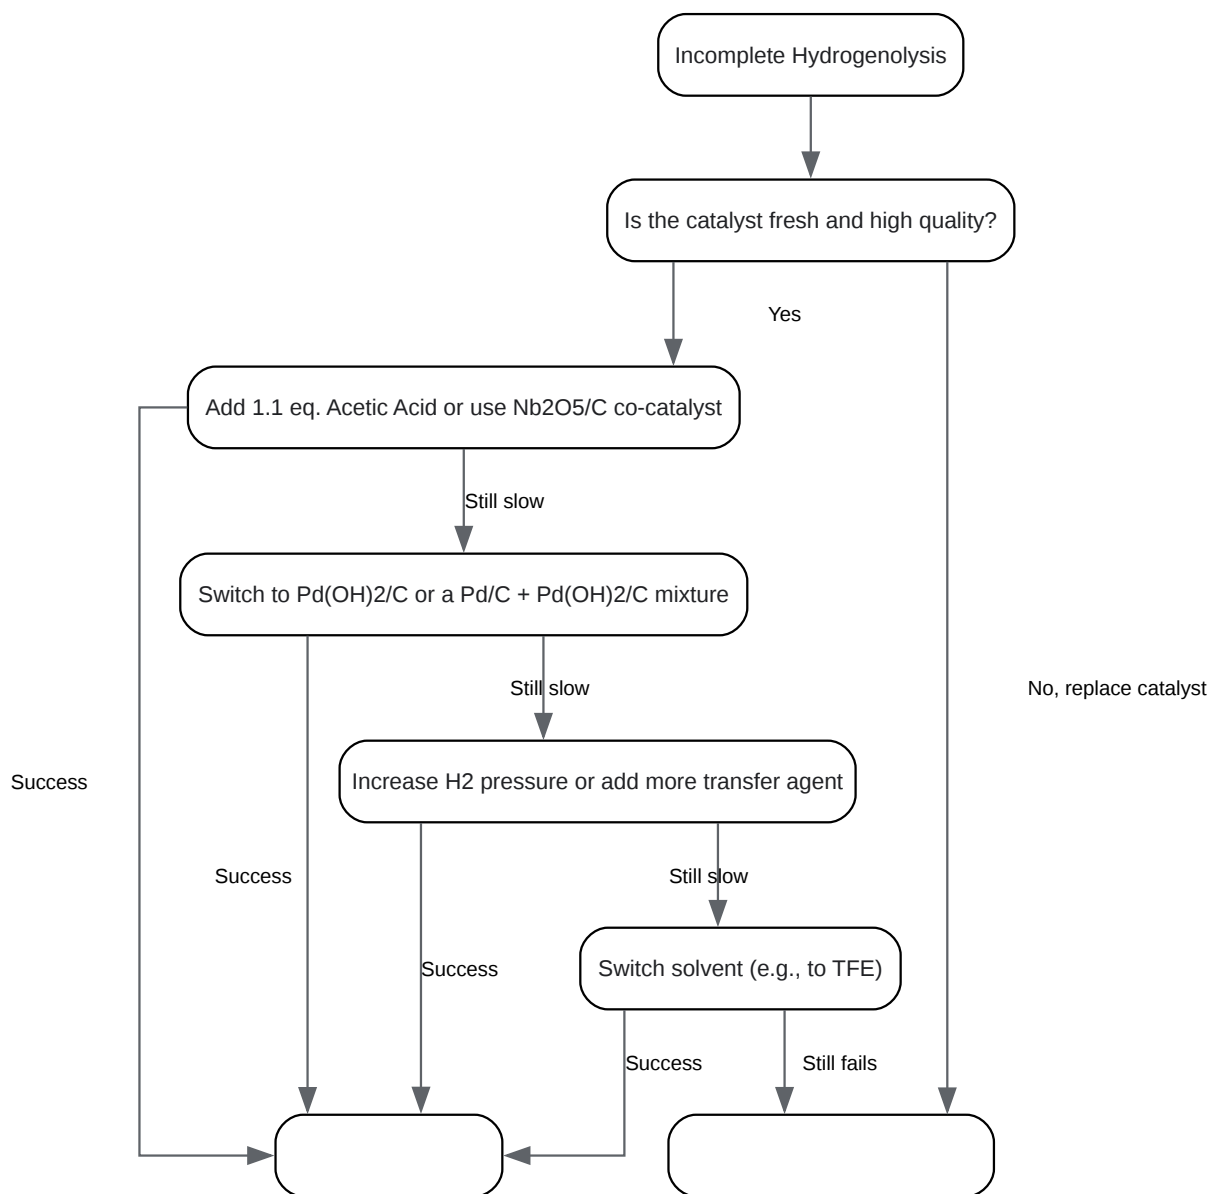 Incomplete Hydrogenolysis
Is the catalyst fresh and high quality?
Yes
Add 1.1 eq. Acetic Acid or use Nb2O5/C co-catalyst
Still slow
Switch to Pd(OH)2/C or a Pd/C + Pd(OH)2/C mixture
Still slow
No, replace catalyst
Increase H2 pressure or add more transfer agent
Success
Success
Still slow
Success
Switch solvent (e.g., to TFE)
Success
Still fails